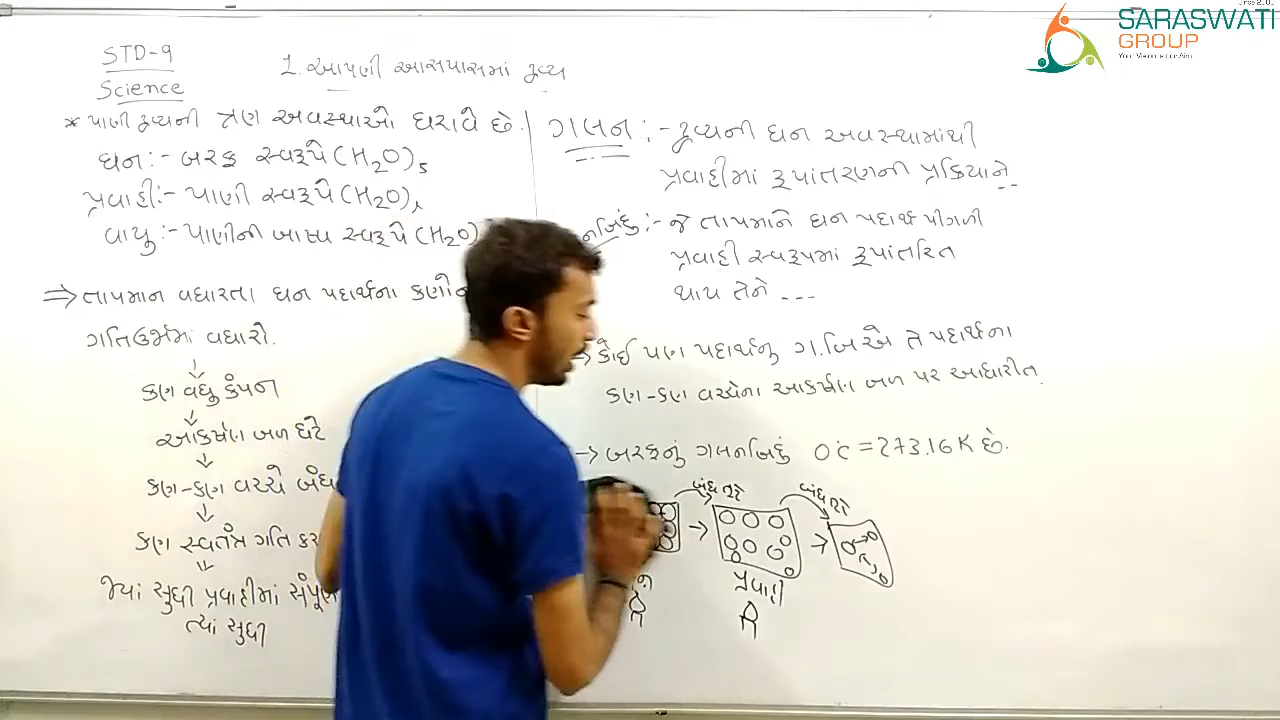 SARASWATI
GROUP
STD-9
Science
1. આપણી આસપાસમાં દ્રવ્ય
* પાણી દ્રવ્યની ત્રણ અવસ્થાઓ ધરાવે છે.
ઘન :- બરફ સ્વરૂપે (H2O)s
પ્રવાહી:- પાણી સ્વરૂપે (H2O)l
વાયુ :- પાણીની બાષ્પ સ્વરૂપે (H2O)
⇒ તાપમાન વધારતા ઘન પદાર્થના
ગતિઉર્જામાં વધારો.
↓
કણ વધુ કંપન
↓
આકર્ષણ બળ ઘટે
↓
કણ-કણ વચ્ચે
↓
કણ સ્વતંત્ર ગતિ
જ્યાં સુધી પ્રવાહીમાં
ત્યાં સુધી
ગલન :- દ્રવ્યની ઘન અવસ્થામાંથી
પ્રવાહીમાં રૂપાંતરણની પ્રક્રિયાને --
:- જે તાપમાને ઘન પદાર્થ પીગળી
પ્રવાહી સ્વરૂપમાં રૂપાંતરિત
થાય તેને ---
કોઈ પણ પદાર્થનુ ગ.બિં એ તે પદાર્થના
કણ-કણ વચ્ચેના આકર્ષણ બળ પર આધારીત.
→ બરફનું ગલનબિંદું 0°C = 273.16 K છે.
બંધ તુટે → બંધ તુટે →
પ્રવાહી